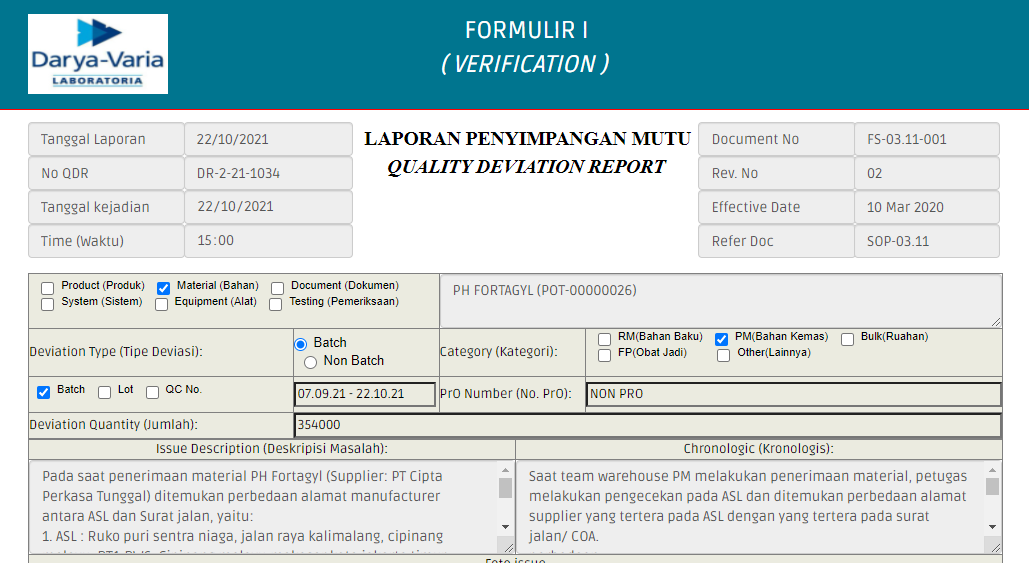 Darya-Varia
LABORATORIA
FORMULIR I
( VERIFICATION )
Tanggal Laporan 22/10/2021
No QDR DR-2-21-1034
Tanggal kejadian 22/10/2021
Time (Waktu) 15:00
LAPORAN PENYIMPANGAN MUTU
QUALITY DEVIATION REPORT
Document No FS-03.11-001
Rev. No 02
Effective Date 10 Mar 2020
Refer Doc SOP-03.11
Product (Produk) Material (Bahan) Document (Dokumen)
System (Sistem) Equipment (Alat) Testing (Pemeriksaan)
PH FORTAGYL (POT-00000026)
Deviation Type (Tipe Deviasi):
Batch
Non Batch
Category (Kategori):
RM(Bahan Baku) PM(Bahan Kemas) Bulk(Ruahan)
FP(Obat Jadi) Other(Lainnya)
Batch Lot QC No.
07.09.21 - 22.10.21
PrO Number (No. PrO): NON PRO
Deviation Quantity (Jumlah): 354000
Issue Description (Deskripisi Masalah):
Pada saat penerimaan material PH Fortagyl (Supplier: PT Cipta
Perkasa Tunggal) ditemukan perbedaan alamat manufacturer
antara ASL dan Surat jalan, yaitu:
1. ASL : Ruko puri sentra niaga, jalan raya kalimalang, cipinang
Chronologic (Kronologis):
Saat team warehouse PM melakukan penerimaan material, petugas
melakukan pengecekan pada ASL dan ditemukan perbedaan alamat
supplier yang tertera pada ASL dengan yang tertera pada surat
jalan/ COA.
Foto issue